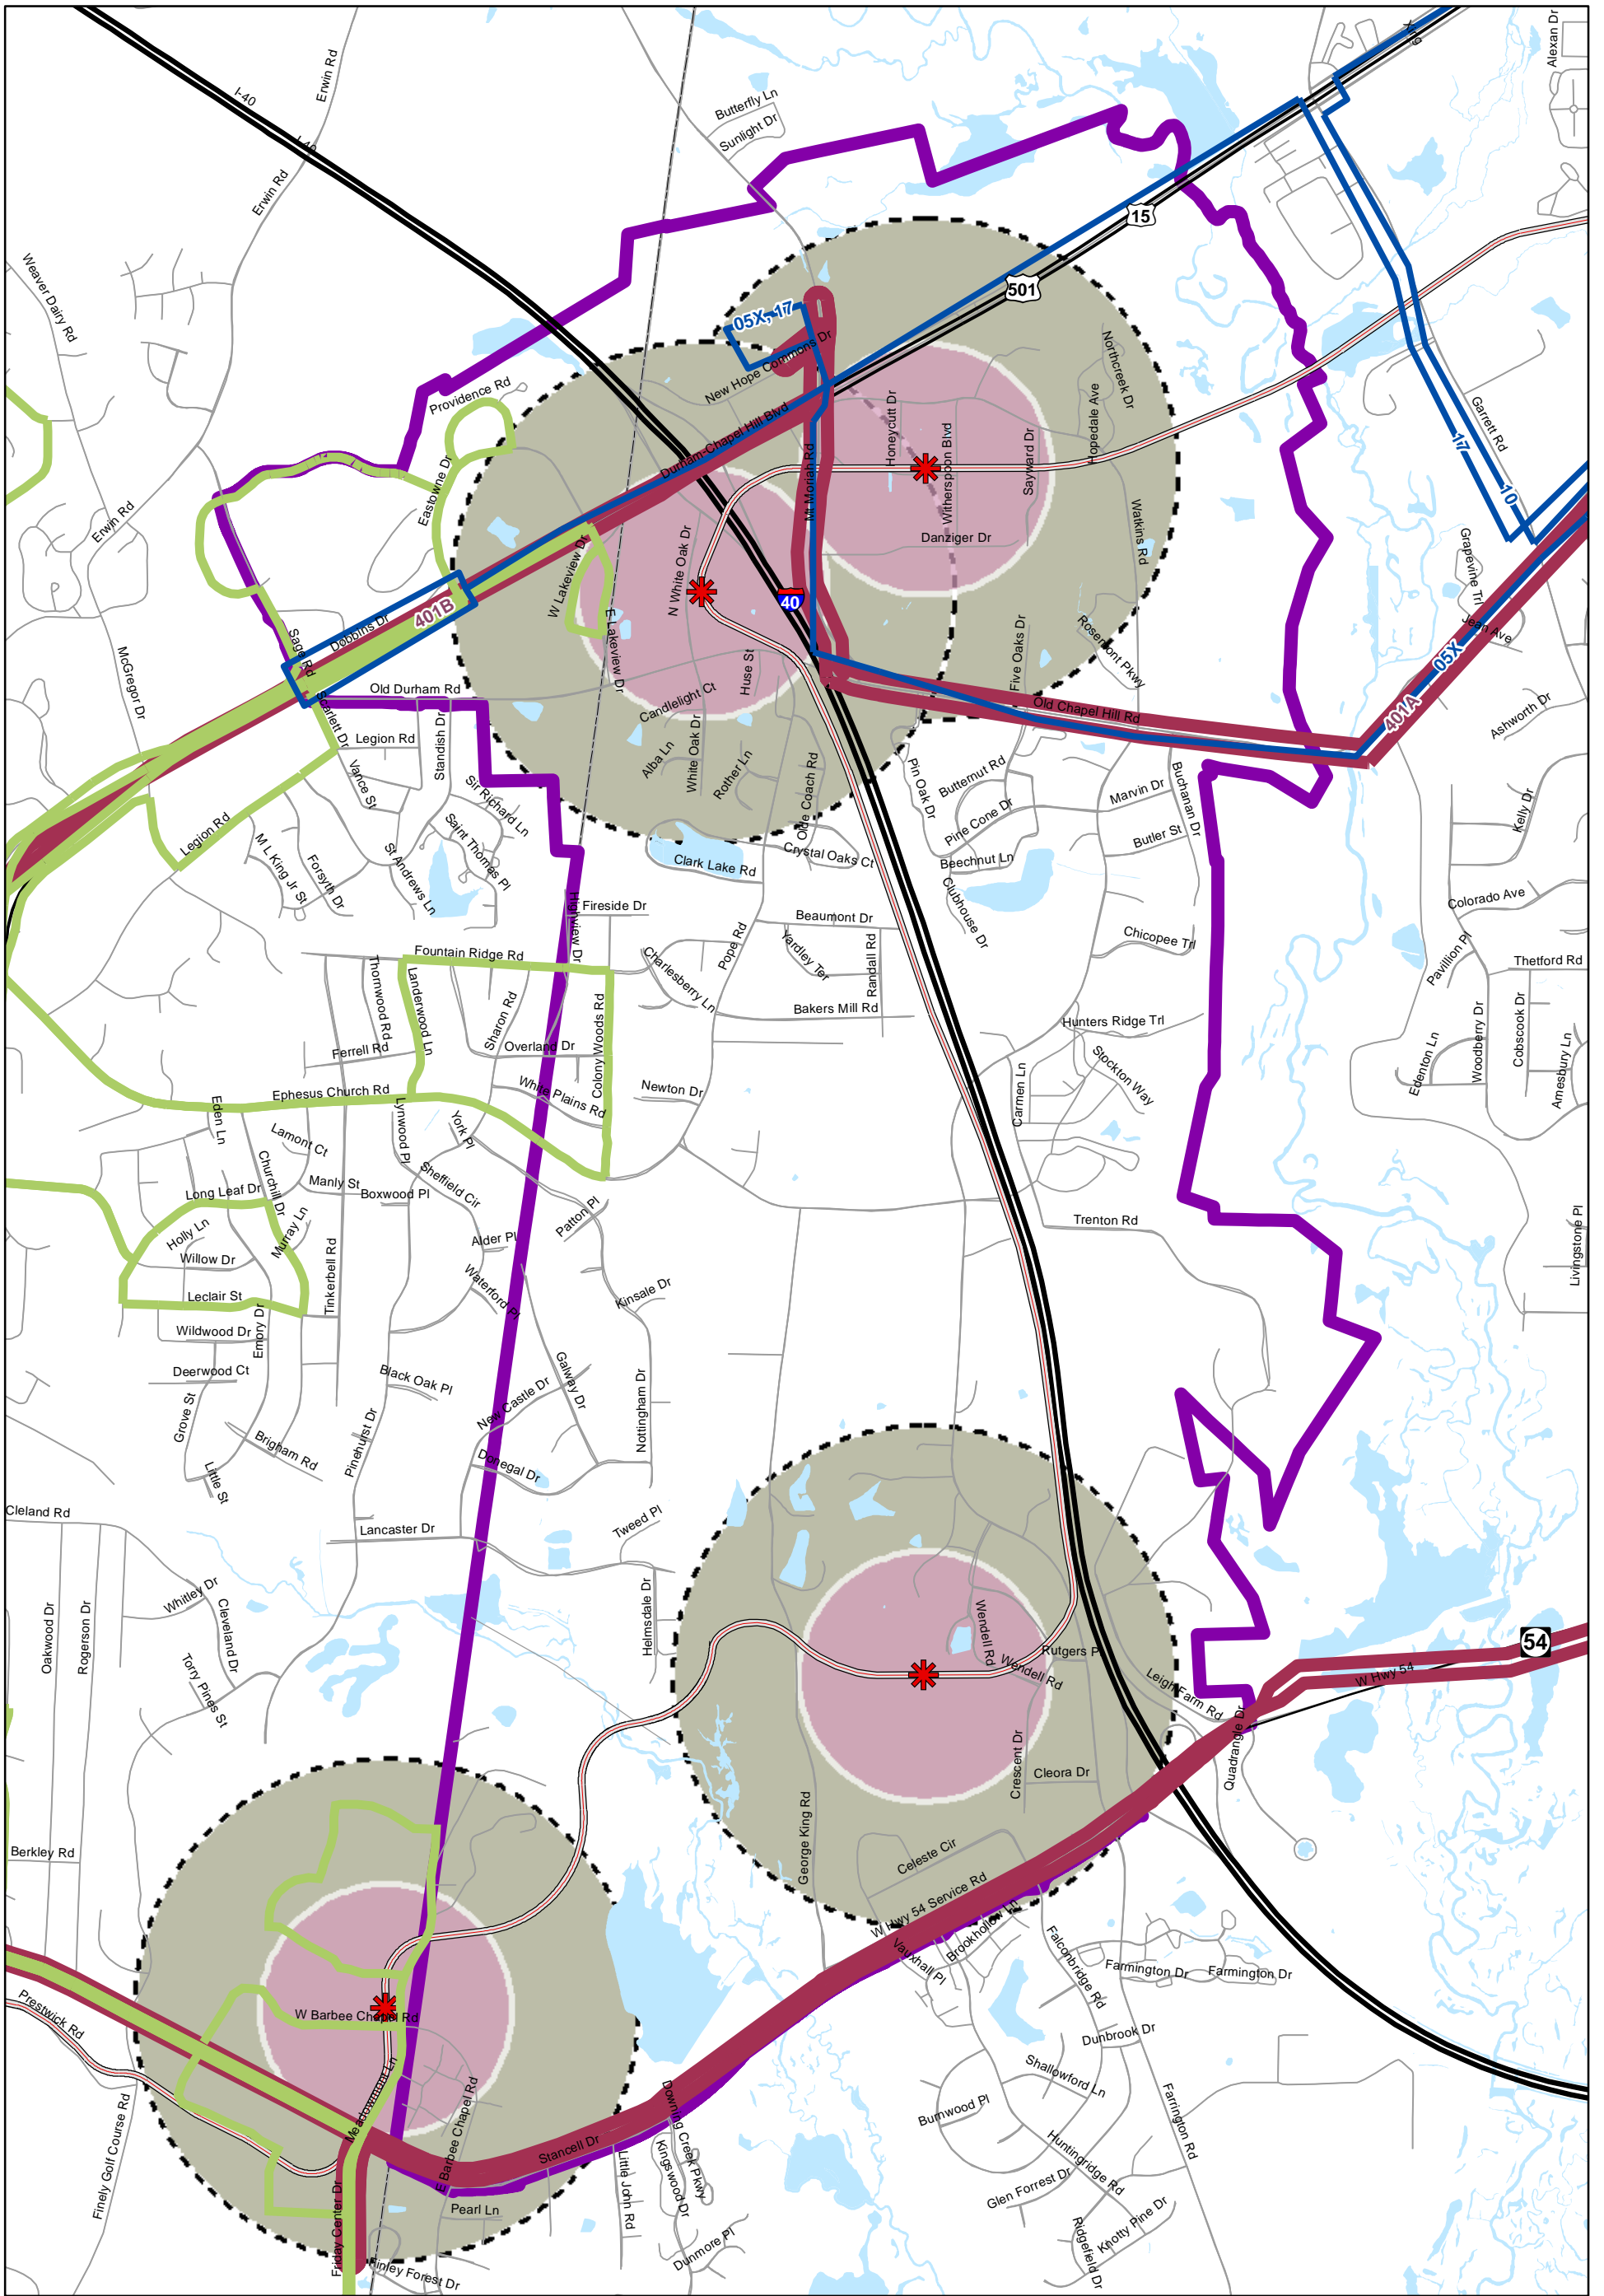 I-40
I-40
Erwin Rd
Erwin Rd
Butterfly Ln
Sunlight Dr
King
Alexan Dr
15
501
Weaver Dairy Rd
05X, 17
New Hope Commons Dr
Northcreek Dr
Providence Rd
Durham-Chapel Hill Blvd
Honeycutt Dr
Hopedale Ave
Garrett Rd
17
10
Eastowne Dr
Mt Moriah Rd
Witherspoon Blvd
Sayward Dr
Erwin Rd
Watkins Rd
Danziger Dr
W Lakeview Dr
N White Oak Dr
40
Grapevine Trl
Jean Ave
401B
Dobbins Dr
Sage Rd
E Lakeview Dr
Huse St
Five Oaks Dr
Rosemont Pkwy
05X
McGregor Dr
Old Durham Rd
Candlelight Ct
Old Chapel Hill Rd
401A
Scarlett Dr
Legion Rd
Standish Dr
Alba Ln
White Oak Dr
Rother Ln
Olde Coach Rd
Pin Oak Dr
Butternut Rd
Ashworth Dr
Vance St
Sir Richard Ln
Pine Cone Dr
Marvin Dr
Buchanan Dr
Kelly Dr
Legion Rd
Saint Thomas Pl
Butler St
M L King Jr St
Forsyth Dr
St Andrews Ln
Clark Lake Rd
Crystal Oaks Ct
Beechnut Ln
Clubhouse Dr
Colorado Ave
Highview Dr
Fireside Dr
Beaumont Dr
Fountain Ridge Rd
Pope Rd
Yardley Ter
Randall Rd
Chicopee Trl
Pavillion Pl
Thetford Rd
Thornwood Rd
Landerwood Ln
Sharon Rd
Charlesberry Ln
Colony Woods Rd
Bakers Mill Rd
Hunters Ridge Trl
Woodberry Dr
Cobscook Dr
Ferrell Rd
Overland Dr
Stockton Way
Edenton Ln
Amesbury Ln
Ephesus Church Rd
White Plains Rd
Newton Dr
Carmen Ln
Eden Ln
Lamont Ct
Lynwood Pl
York Pl
Churchill Dr
Manly St
Boxwood Pl
Sheffield Cir
Long Leaf Dr
Patton Pl
Trenton Rd
Holly Ln
Murray Ln
Alder Pl
Livingstone Pl
Willow Dr
Tinkerbell Rd
Waterford Pl
Leclair St
Kinsale Dr
Wildwood Dr
Emory Dr
Deerwood Ct
Black Oak Pl
Galway Dr
Grove St
New Castle Dr
Nottingham Dr
Brigham Rd
Pinehurst Dr
Donegal Dr
Little St
Cleland Rd
Lancaster Dr
Tweed Pl
Whitley Dr
Helmsdale Dr
Oakwood Dr
Rogerson Dr
Cleveland Dr
Wendell Rd
Rutgers P
Wendell Rd
54
Torry Pines St
Leigh Farm Rd
W Hwy 54
Quadrangle Dr
Crescent Dr
Cleora Dr
George King Rd
Berkley Rd
Celeste Cir
W Hwy 54 Service Rd
Vauxhall Pl
Brookhollow Ln
Falconbridge Rd
Farmington Dr
Farmington Dr
W Barbee Chapel Rd
Prestwick Rd
Dunbrook Dr
Shallowford Ln
Meadowmont Ln
Finely Golf Course Rd
E Barbee Chapel Rd
Downing Creek Pkwy
Burnwood Pl
Farrington Rd
Stancell Dr
Huntingridge Rd
Little John Rd
Kingswood Dr
Glen Forrest Dr
Friday Center Dr
Pearl Ln
Dunmore Pl
Ridgefield Dr
Knotty Pine Dr
Finley Forest Dr